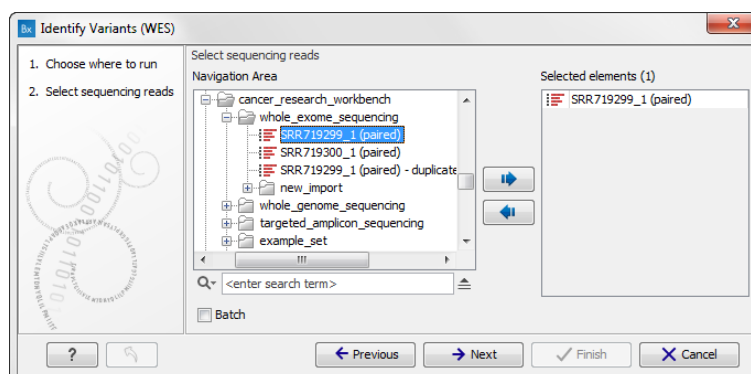 Bx Identify Variants (WES)
X
1. Choose where to run
2. Select sequencing reads
Select sequencing reads
Navigation Area
cancer_research_workbench
whole_exome_sequencing
SRR719299_1 (paired)
SRR719300_1 (paired)
SRR719299_1 (paired) - duplicate
new_import
whole_genome_sequencing
targeted_amplicon_sequencing
example_set
<enter search term>
Batch
Selected elements (1)
SRR719299_1 (paired)
?
Previous
Next
Finish
Cancel